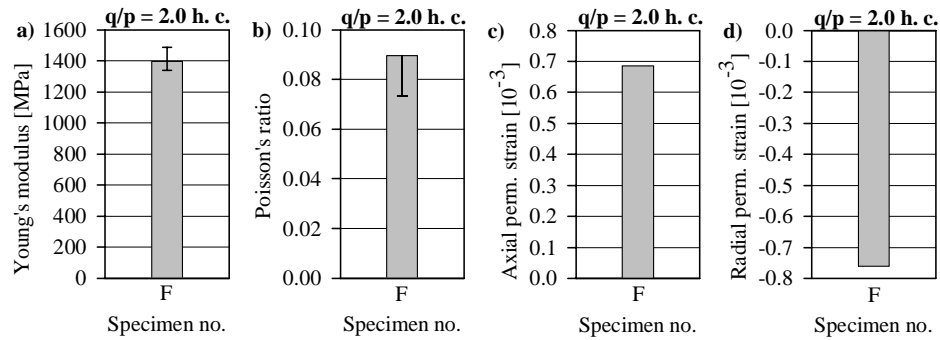 a)
q/p = 2.0 h. c.
Young's modulus [MPa]
1600
1400
1200
1000
800
600
400
200
0
F
Specimen no.
b)
q/p = 2.0 h. c.
Poisson's ratio
0.10
0.08
0.06
0.04
0.02
0.00
F
Specimen no.
c)
q/p = 2.0 h. c.
Axial perm. strain [10⁻³]
0.8
0.7
0.6
0.5
0.4
0.3
0.2
0.1
0.0
F
Specimen no.
d)
q/p = 2.0 h. c.
Radial perm. strain [10⁻³]
0.0
-0.1
-0.2
-0.3
-0.4
-0.5
-0.6
-0.7
-0.8
F
Specimen no.